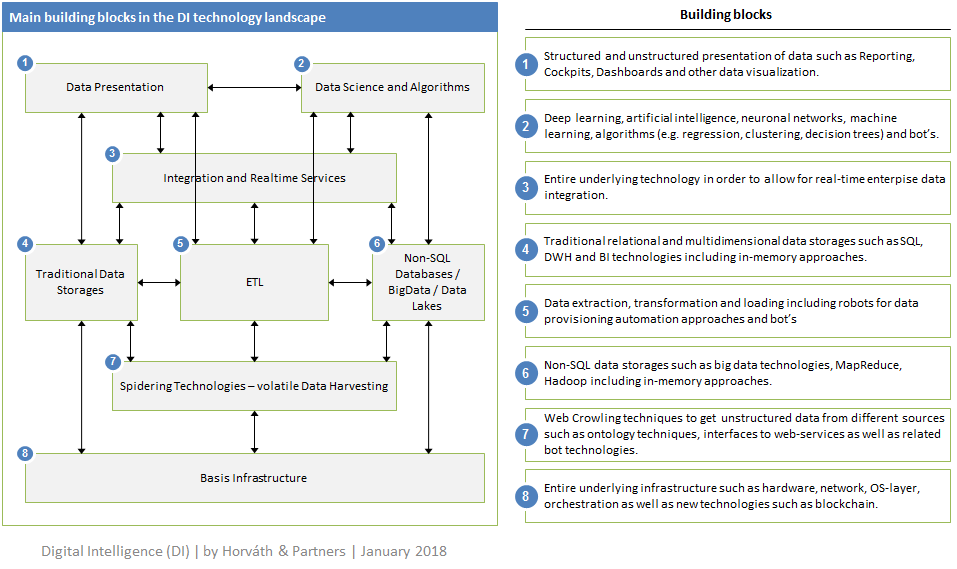 Main building blocks in the DI technology landscape
1
Data Presentation
2
Data Science and Algorithms
3
Integration and Realtime Services
4
Traditional Data
Storages
5
ETL
6
Non-SQL
Databases /
BigData / Data
Lakes
7
Spidering Technologies – volatile Data Harvesting
8
Basis Infrastructure
Building blocks
1
Structured and unstructured presentation of data such as Reporting,
Cockpits, Dashboards and other data visualization.
2
Deep learning, artificial intelligence, neuronal networks, machine
learning, algorithms (e.g. regression, clustering, decision trees) and bot’s.
3
Entire underlying technology in order to allow for real-time enterpise data
integration.
4
Traditional relational and multidimensional data storages such as SQL,
DWH and BI technologies including in-memory approaches.
5
Data extraction, transformation and loading including robots for data
provisioning automation approaches and bot’s
6
Non-SQL data storages such as big data technologies, MapReduce,
Hadoop including in-memory approaches.
7
Web Crowling techniques to get unstructured data from different sources
such as ontology techniques, interfaces to web-services as well as related
bot technologies.
8
Entire underlying infrastructure such as hardware, network, OS-layer,
orchestration as well as new technologies such as blockchain.
Digital Intelligence (DI) | by Horváth & Partners | January 2018